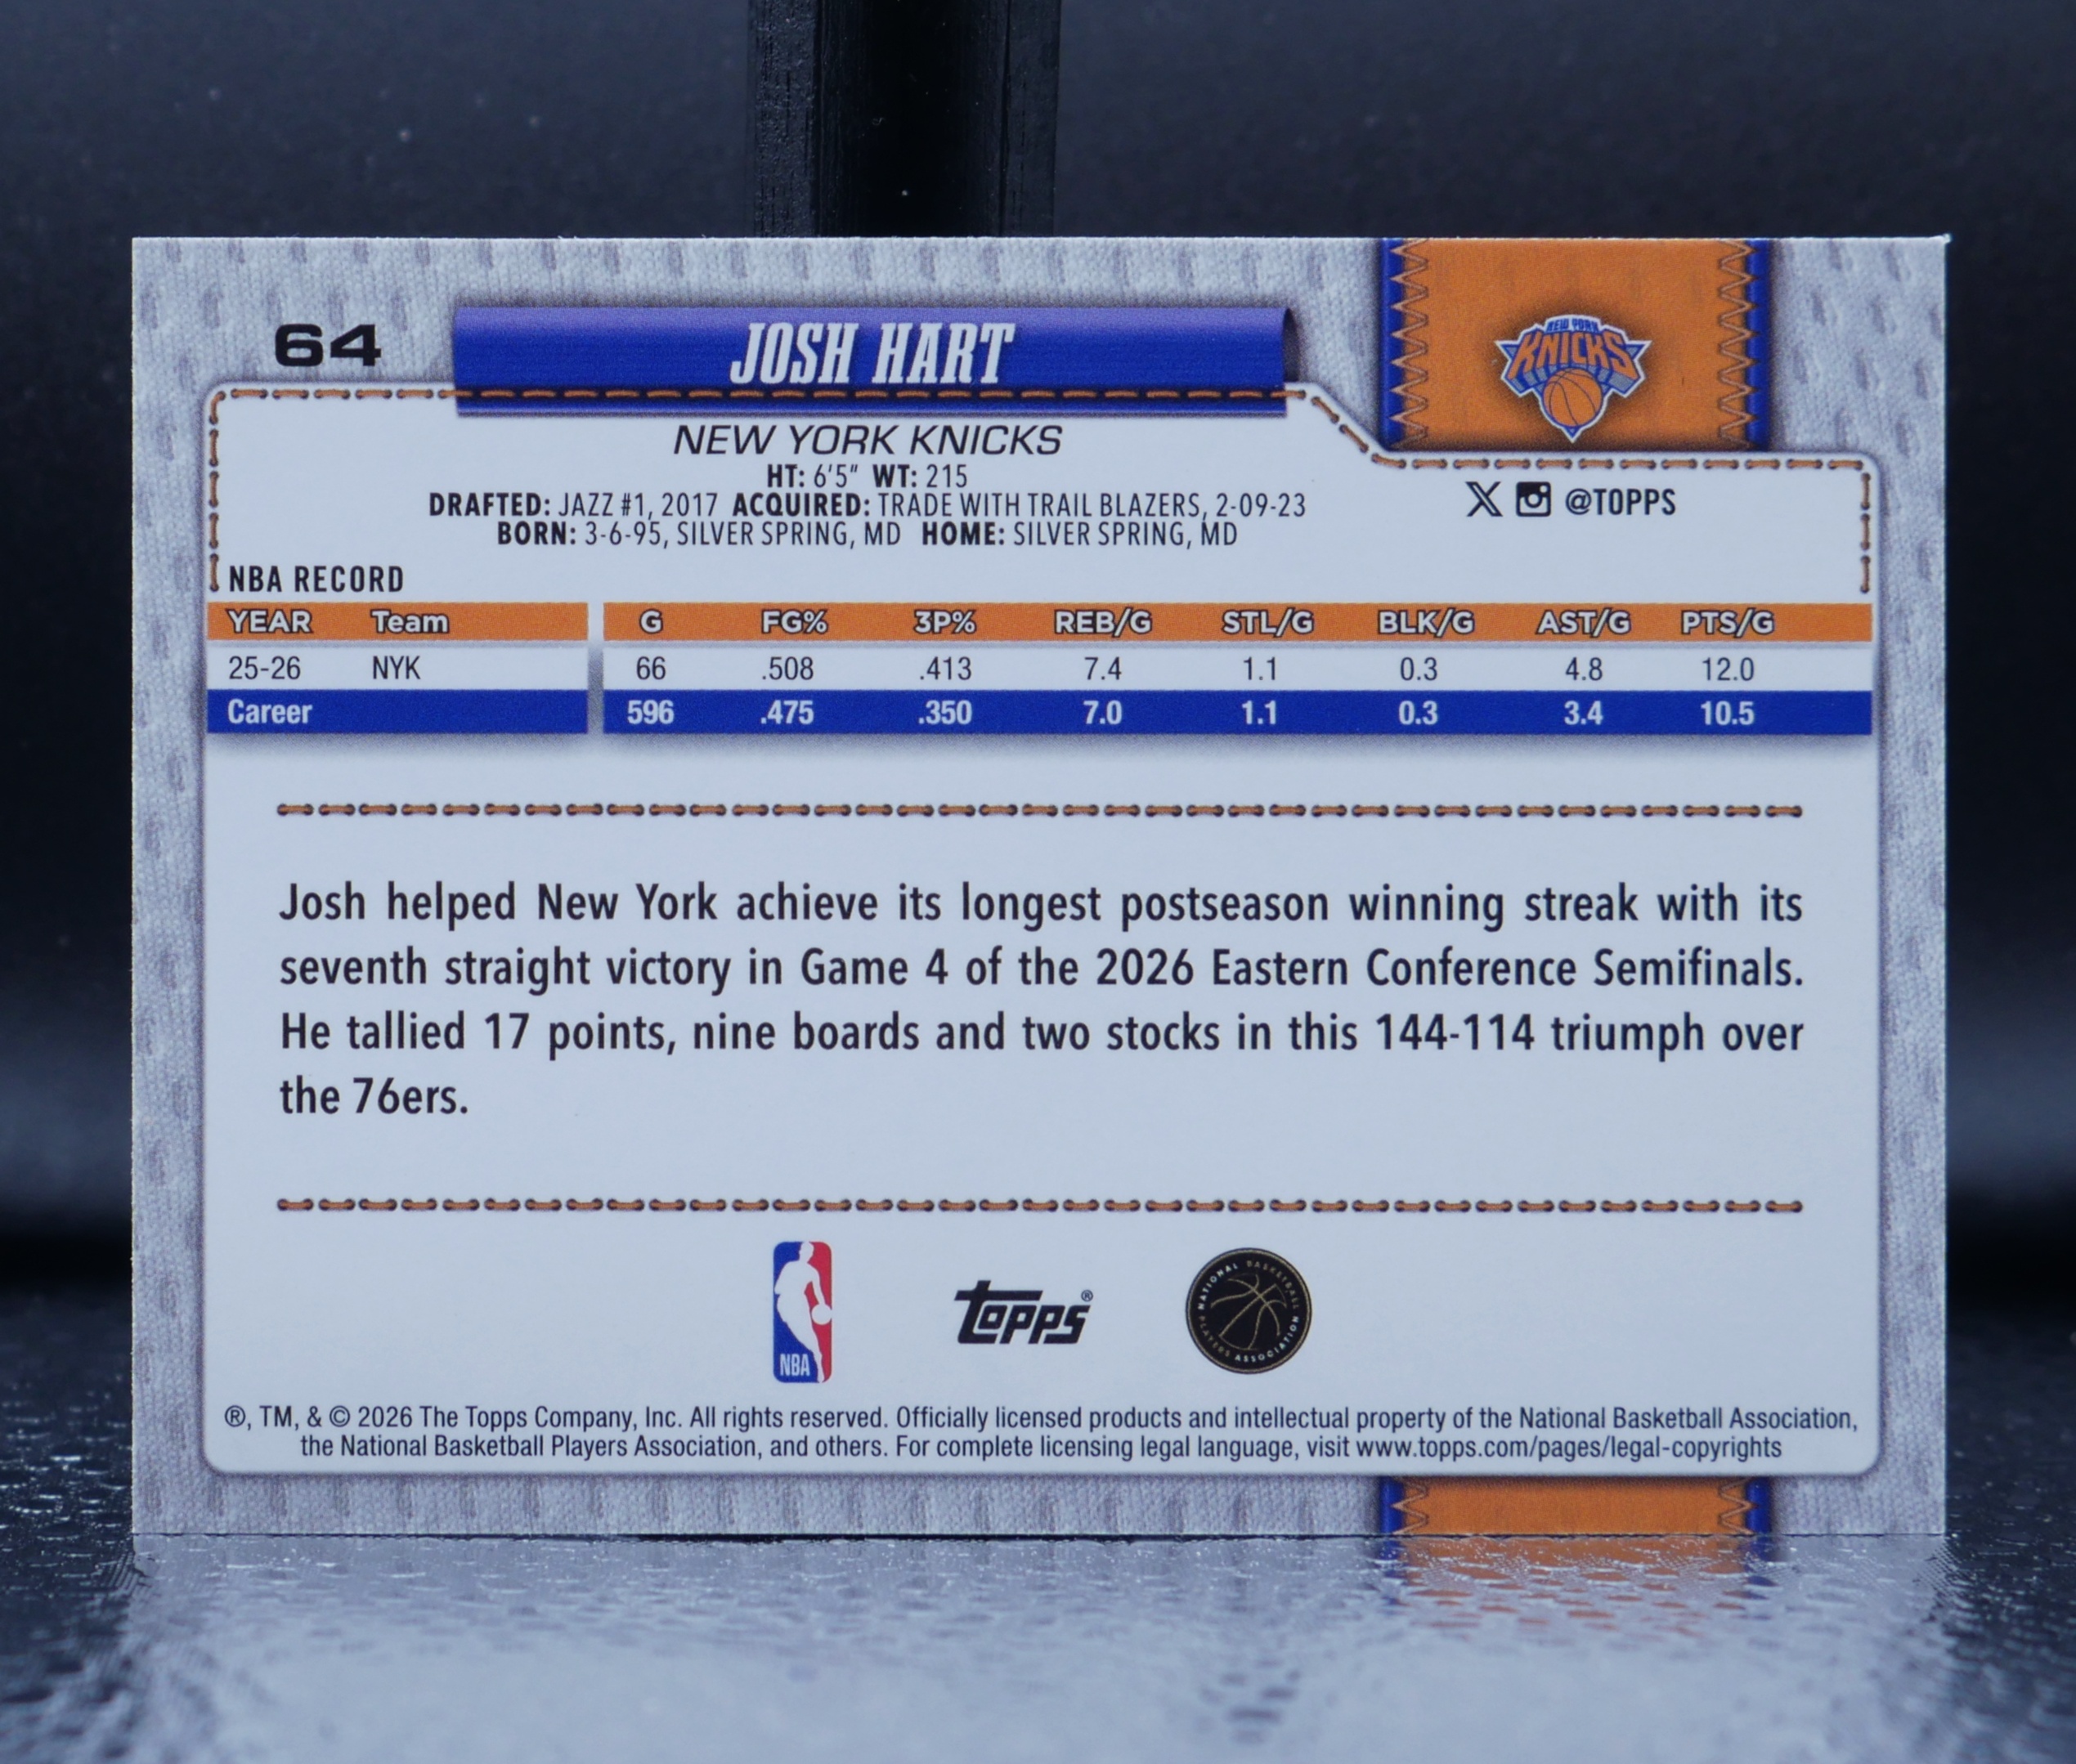 64
JOSH HART
NEW YORK KNICKS
NEW YORK KNICKS
HT: 6'5" WT: 215
DRAFTED: JAZZ #1, 2017 ACQUIRED: TRADE WITH TRAIL BLAZERS, 2-09-23
BORN: 3-6-95, SILVER SPRING, MD HOME: SILVER SPRING, MD
@TOPPS
NBA RECORD
YEAR Team G FG% 3P% REB/G STL/G BLK/G AST/G PTS/G
25-26 NYK 66 .508 .413 7.4 1.1 0.3 4.8 12.0
Career 596 .475 .350 7.0 1.1 0.3 3.4 10.5
Josh helped New York achieve its longest postseason winning streak with its
seventh straight victory in Game 4 of the 2026 Eastern Conference Semifinals.
He tallied 17 points, nine boards and two stocks in this 144-114 triumph over
the 76ers.
NBA
Topps®
NATIONAL BASKETBALL PLAYERS ASSOCIATION
®, TM, & © 2026 The Topps Company, Inc. All rights reserved. Officially licensed products and intellectual property of the National Basketball Association,
the National Basketball Players Association, and others. For complete licensing legal language, visit www.topps.com/pages/legal-copyrights